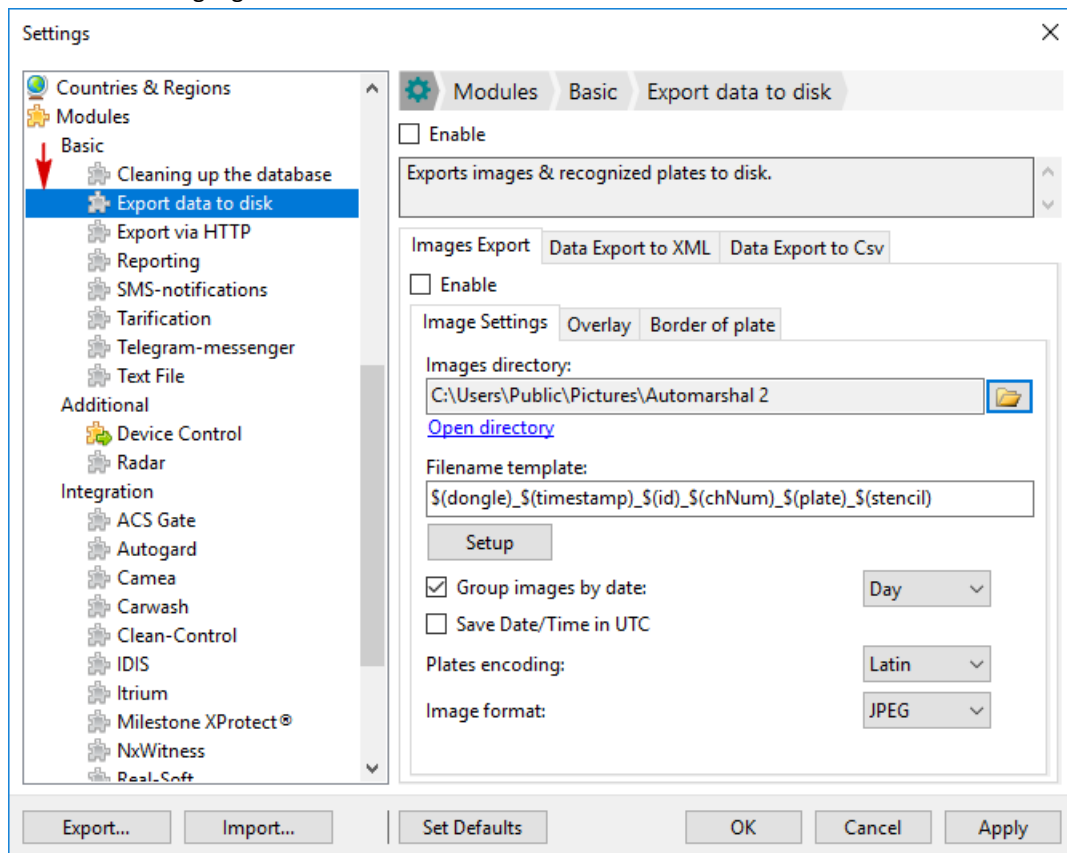 Settings
Countries & Regions
Modules
Basic
Cleaning up the database
Export data to disk
Export via HTTP
Reporting
SMS-notifications
Tarification
Telegram-messenger
Text File
Additional
Device Control
Radar
Integration
ACS Gate
Autogard
Camea
Carwash
Clean-Control
IDIS
Itrium
Milestone XProtect®
NxWitness
Real-Soft
Modules Basic Export data to disk
Enable
Exports images & recognized plates to disk.
Images Export Data Export to XML Data Export to Csv
Enable
Image Settings Overlay Border of plate
Images directory:
C:\Users\Public\Pictures\Automarshal 2
Open directory
Filename template:
$(dongle)_$(timestamp)_$(id)_$(chNum)_$(plate)_$(stencil)
Setup
Group images by date: Day
Save Date/Time in UTC
Plates encoding: Latin
Image format: JPEG
Export... Import... Set Defaults OK Cancel Apply